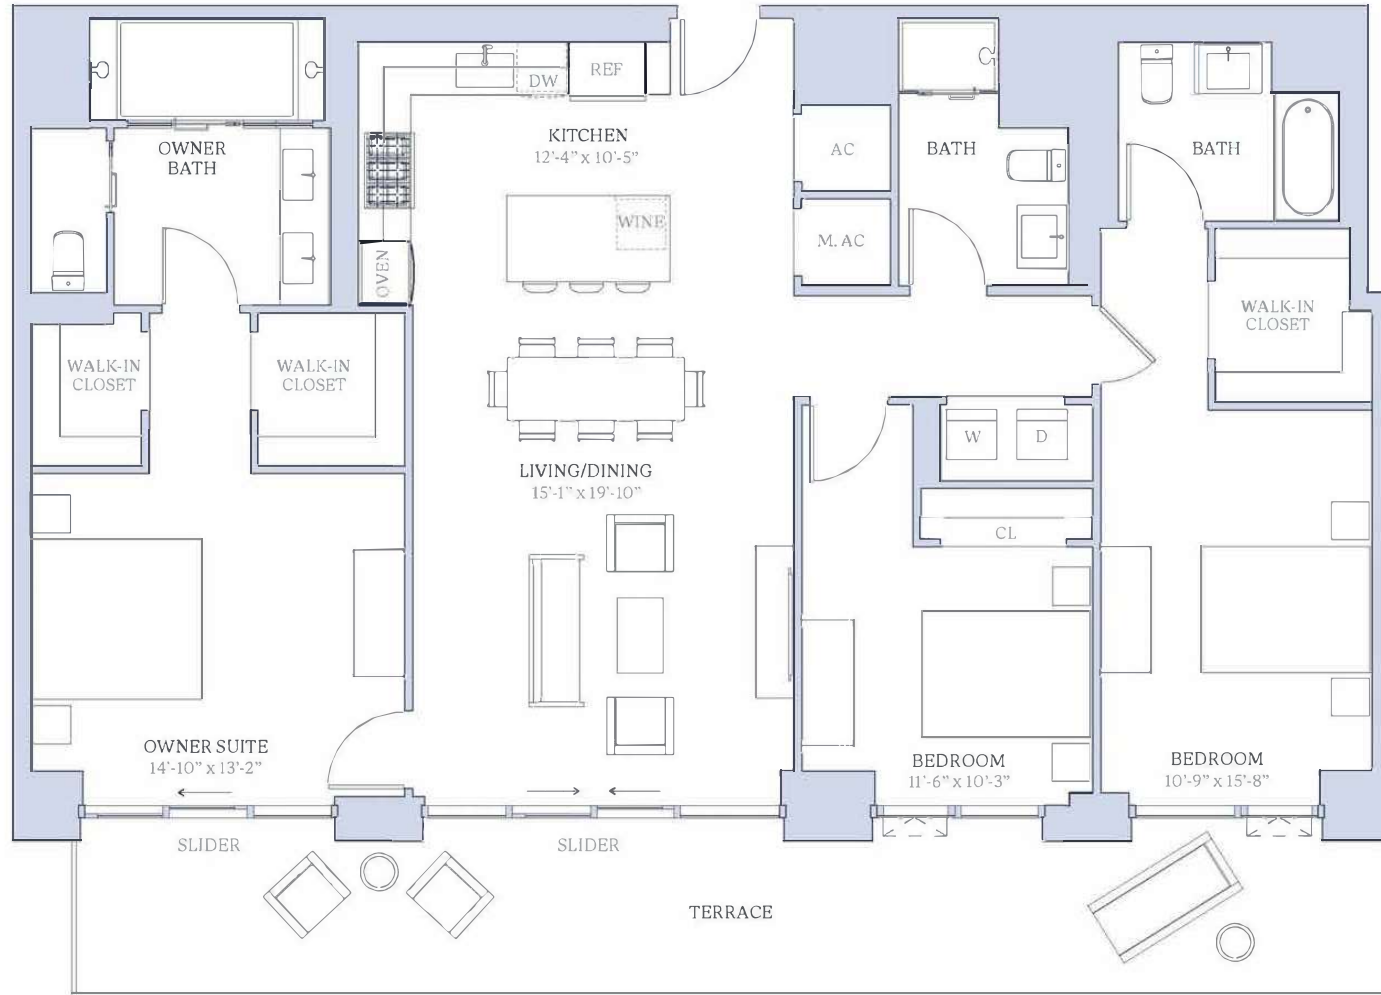 DW
REF
KITCHEN
12'-4" x 10'-5"
OWNER
BATH
AC
BATH
BATH
WINE
M. AC
OVEN
WALK-IN
CLOSET
WALK-IN
CLOSET
WALK-IN
CLOSET
W
D
LIVING/DINING
15'-1" x 19'-10"
CL
OWNER SUITE
14'-10" x 13'-2"
BEDROOM
11'-6" x 10'-3"
BEDROOM
10'-9" x 15'-8"
SLIDER
SLIDER
TERRACE